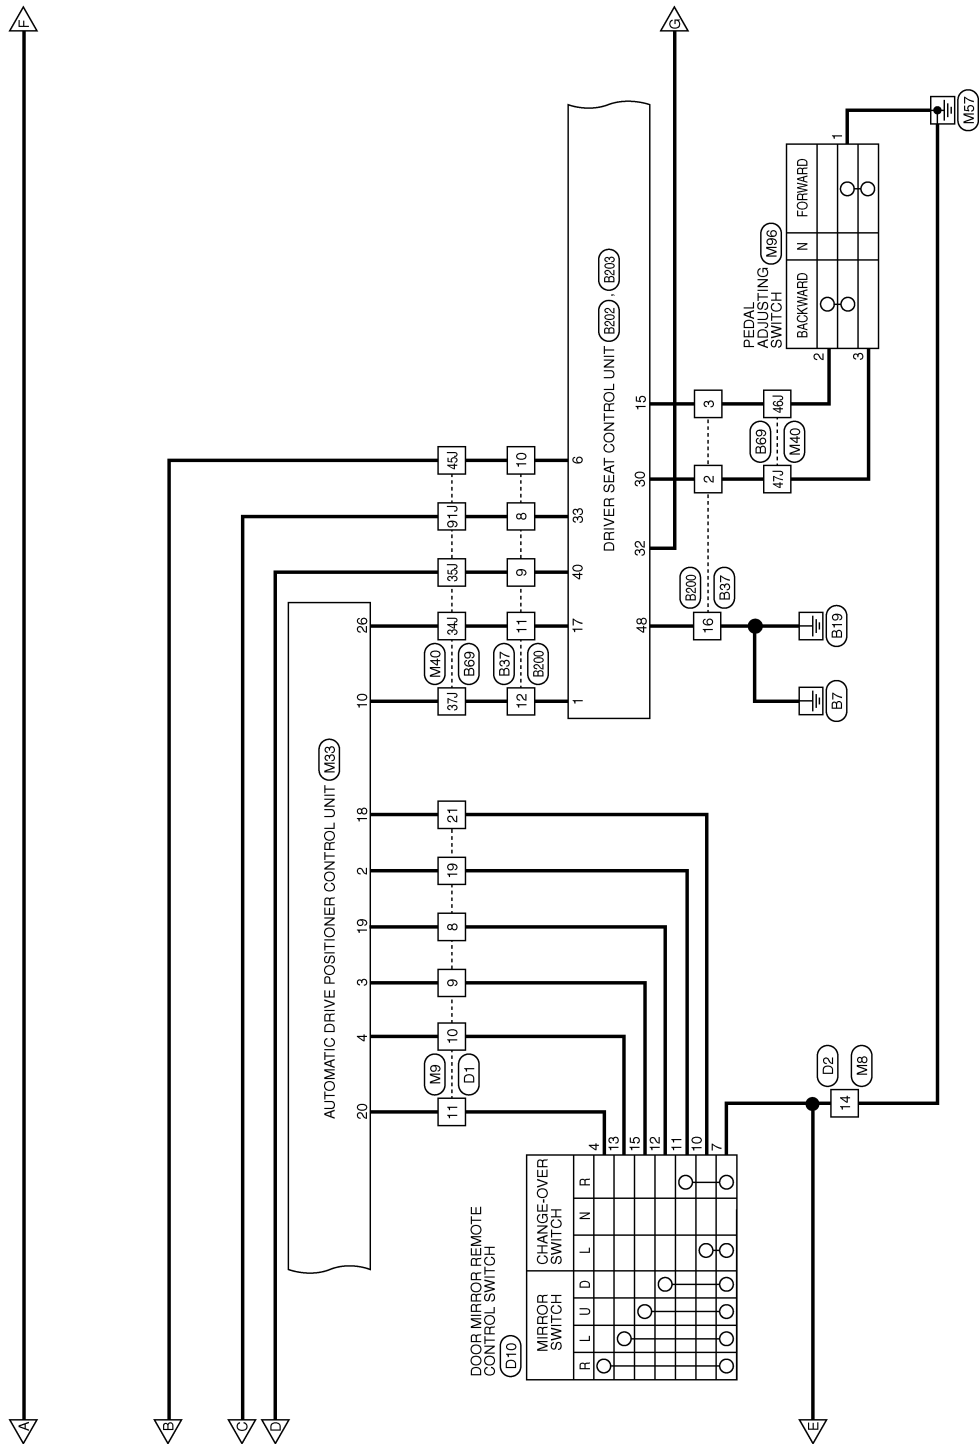 A
F
B
C
D
E
G
AUTOMATIC DRIVE POSITIONER CONTROL UNIT M33
20
4
3
19
2
18
10
26
M9
D1
11
10
9
8
19
21
M40
B69
37J
34J
35J
91J
45J
B37
B200
12
11
9
8
10
1
17
40
33
6
DRIVER SEAT CONTROL UNIT B202 , B203
48
32
30
15
B200
B37
16
2
3
B69
M40
47J
46J
B7
B19
PEDAL
ADJUSTING
SWITCH
M96
BACKWARD
N
FORWARD
2
3
1
M57
DOOR MIRROR REMOTE
CONTROL SWITCH
D10
MIRROR
SWITCH
CHANGE-OVER
SWITCH
R
L
U
D
L
N
R
4
13
15
12
11
10
7
D2
M8
14